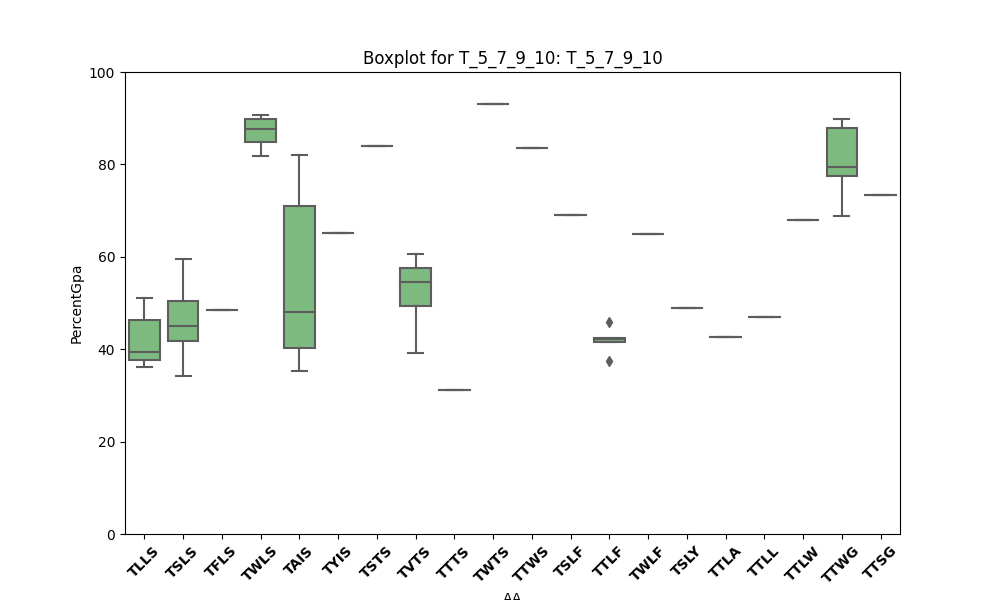 Boxplot for T_5_7_9_10: T_5_7_9_10
100
80
60
40
20
0
PercentGpa
TLLS TSLS TFLS TWLS TAIS TYIS TSTS TVTS TTTS TWTS TTWS TSLF TTLF TWLF TSLY TTLA TTLL TTLW TTWG TTSG
AA